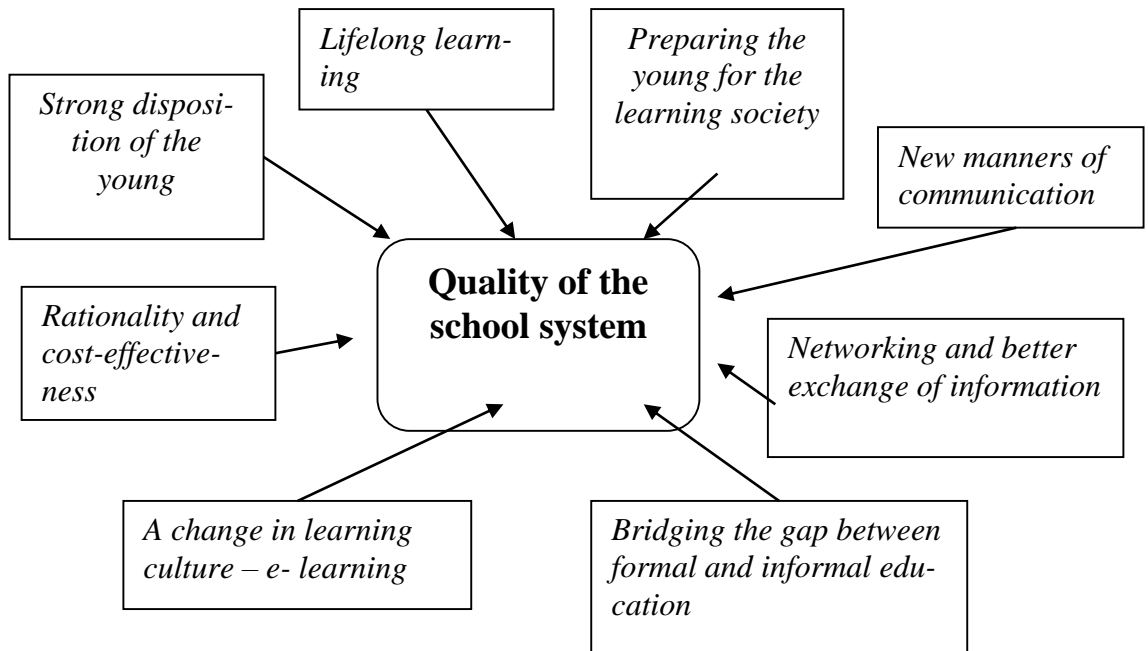 Lifelong learn-
ing
Preparing the
young for the
learning society
Strong disposi-
tion of the
young
New manners of
communication
Quality of the
school system
Rationality and
cost-effective-
ness
Networking and better
exchange of information
A change in learning
culture – e- learning
Bridging the gap between
formal and informal edu-
cation